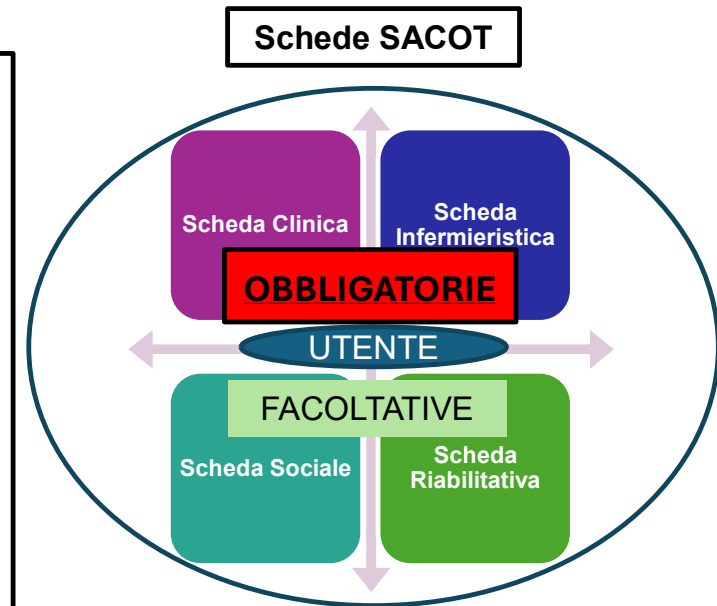 Schede SACOT
Scheda Clinica
Scheda
Infermieristica
OBBLIGATORIE
UTENTE
FACOLTATIVE
Scheda Sociale
Scheda
Riabilitativa